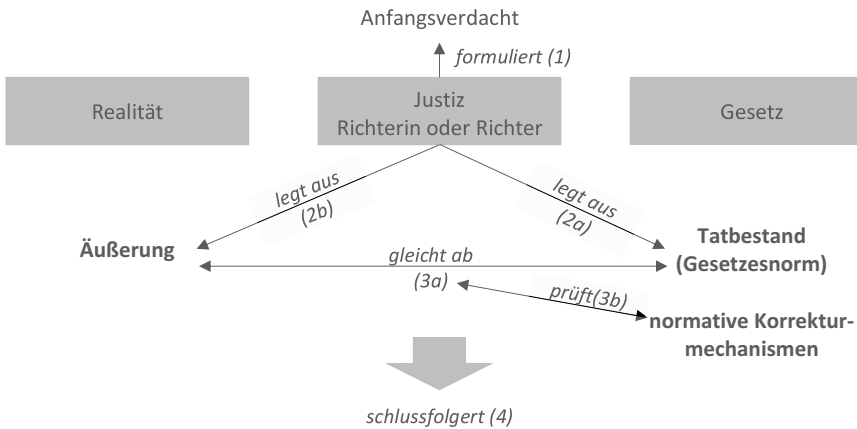 Anfangsverdacht
formuliert (1)
Realität
Justiz
Richterin oder Richter
Gesetz
legt aus
(2b)
legt aus
(2a)
Äußerung
gleicht ab
(3a)
Tatbestand
(Gesetzesnorm)
prüft(3b)
normative Korrektur-
mechanismen
schlussfolgert (4)